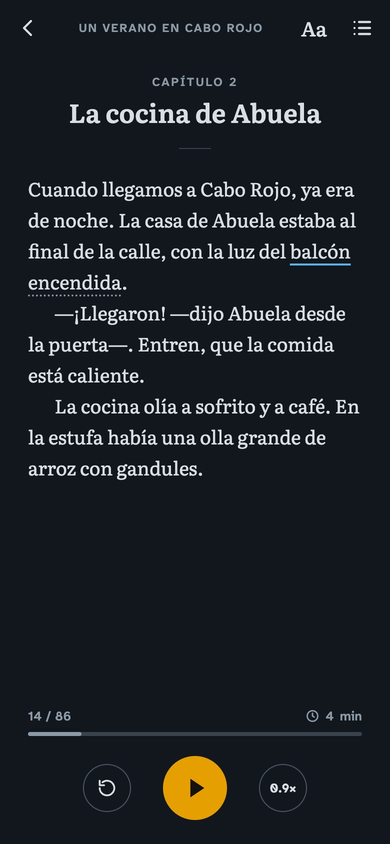 UN VERANO EN CABO ROJO
Aa
CAPÍTULO 2
La cocina de Abuela
Cuando llegamos a Cabo Rojo, ya era
de noche. La casa de Abuela estaba al
final de la calle, con la luz del balcón
encendida.
—¡Llegaron! —dijo Abuela desde
la puerta—. Entren, que la comida
está caliente.
La cocina olía a sofrito y a café. En
la estufa había una olla grande de
arroz con gandules.
14 / 86
4 min
0.9×